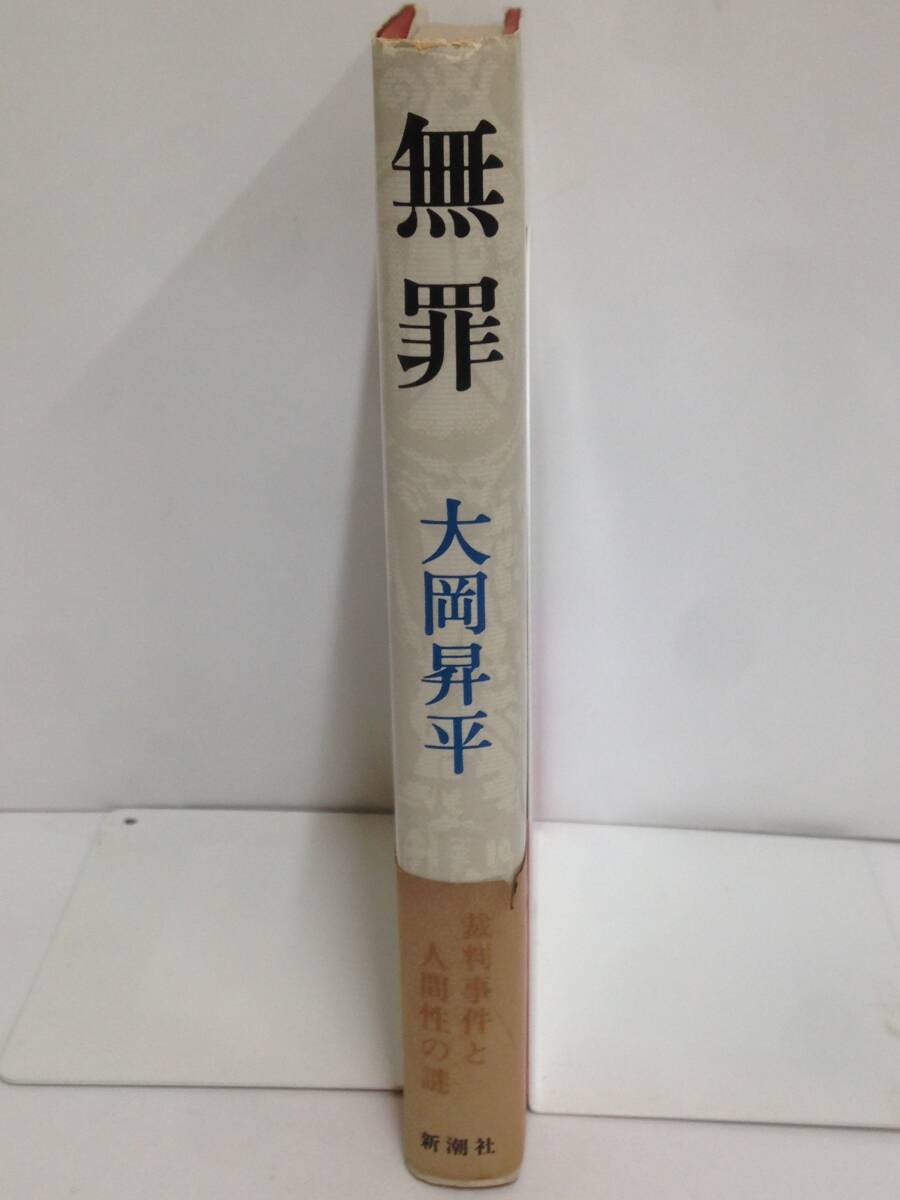 無罪
大岡昇平
裁判事件と
人間性の謎
新潮社